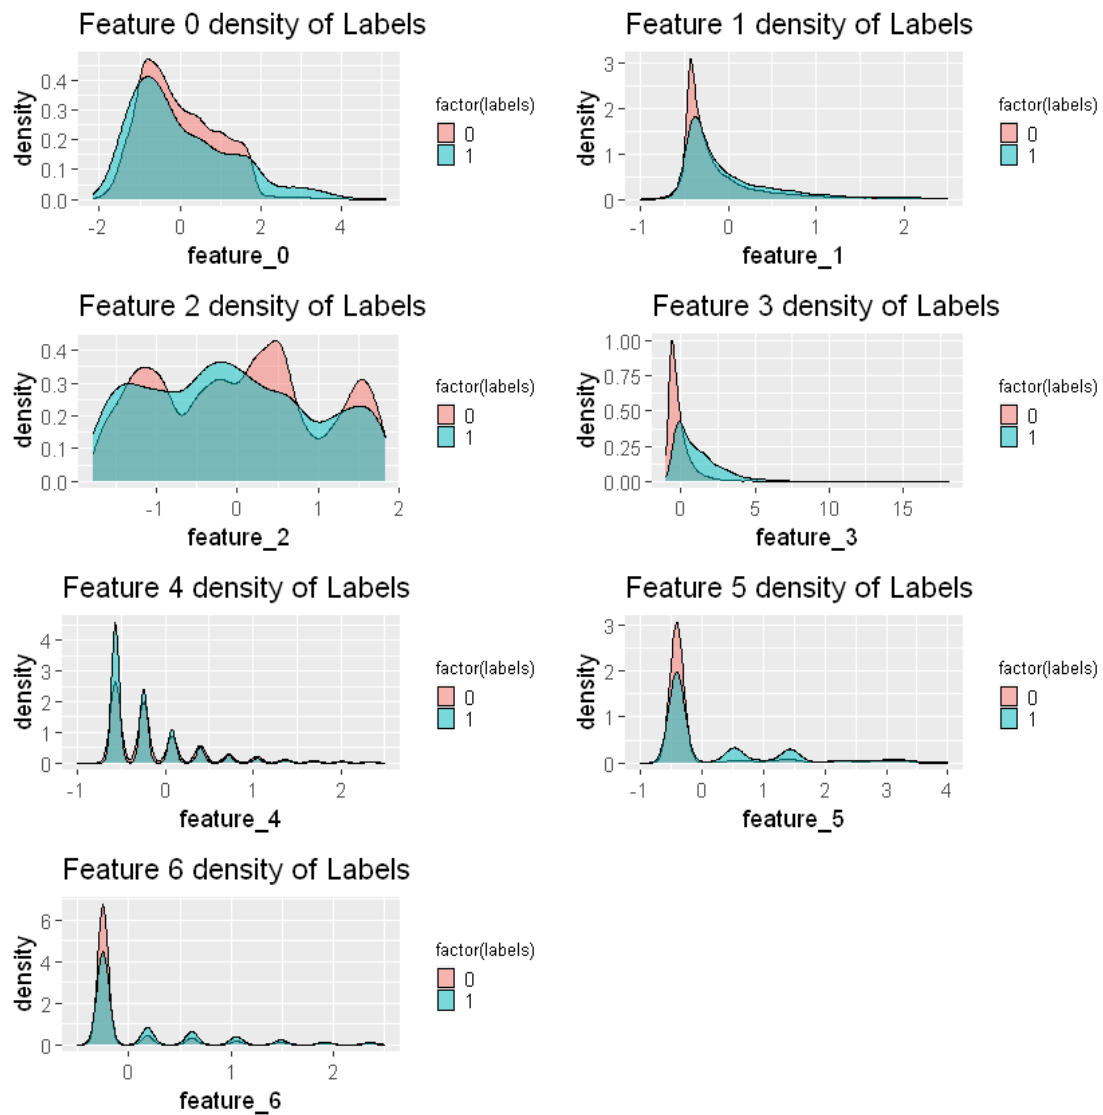 Feature 0 density of Labels
density
0.4
0.3
0.2
0.1
0.0
-2 0 2 4
feature_0
factor(labels)
0
1
Feature 1 density of Labels
density
3
2
1
0
-1 0 1 2
feature_1
factor(labels)
0
1
Feature 2 density of Labels
density
0.4
0.3
0.2
0.1
0.0
-1 0 1 2
feature_2
factor(labels)
0
1
Feature 3 density of Labels
density
1.00
0.75
0.50
0.25
0.00
0 5 10 15
feature_3
factor(labels)
0
1
Feature 4 density of Labels
density
4
3
2
1
0
-1 0 1 2
feature_4
factor(labels)
0
1
Feature 5 density of Labels
density
3
2
1
0
-1 0 1 2 3 4
feature_5
factor(labels)
0
1
Feature 6 density of Labels
density
6
4
2
0
0 1 2
feature_6
factor(labels)
0
1